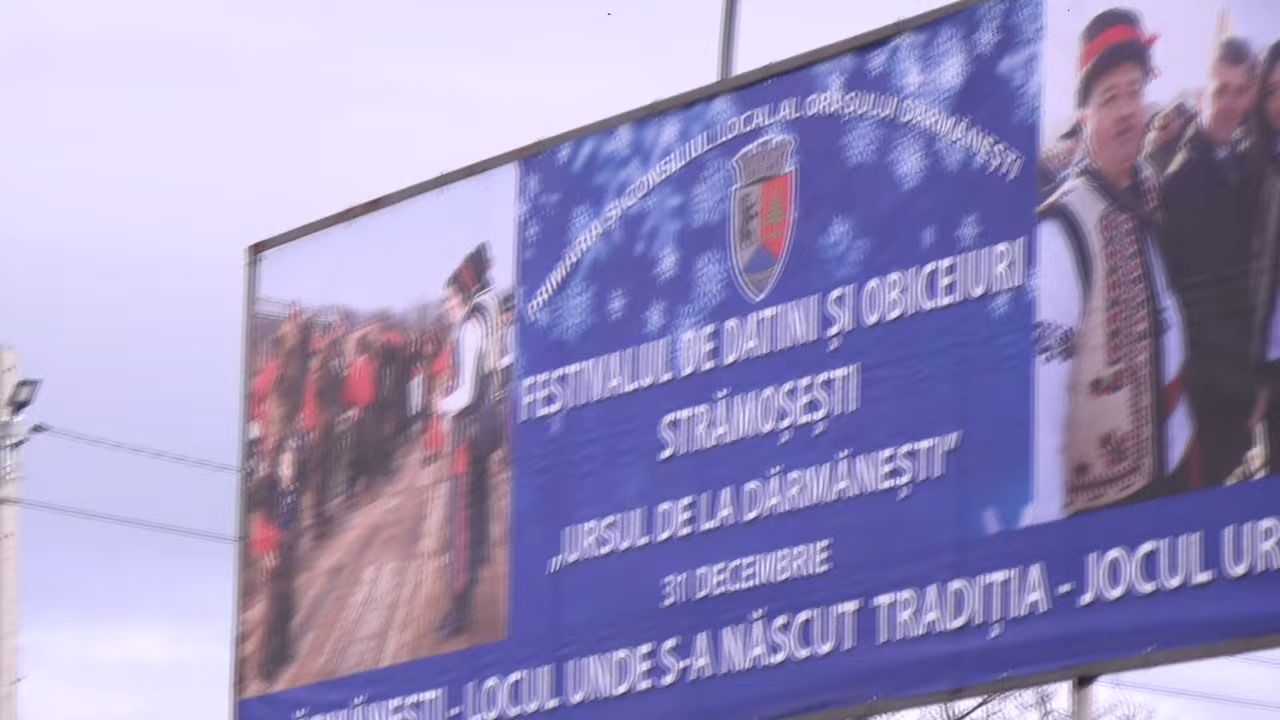 PRIMĂRIA ȘI CONSILIUL LOCAL AL ORAȘULUI DĂRMĂNEȘTI
FESTIVALUL DE DATINI ȘI OBICEIURI
STRĂMOȘEȘTI
„URSUL DE LA DĂRMĂNEȘTI”
31 DECEMBRIE
DĂRMĂNEȘTI - LOCUL UNDE S-A NĂSCUT TRADIȚIA - JOCUL UR